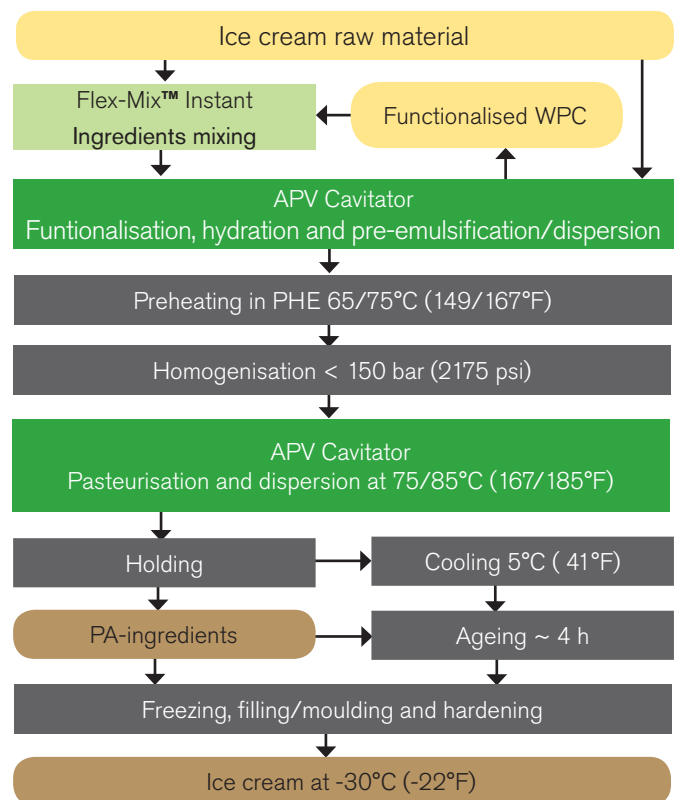 Ice cream raw material
Flex-Mix™ Instant
Ingredients mixing
Functionalised WPC
APV Cavitator
Funtionalisation, hydration and pre-emulsification/dispersion
Preheating in PHE 65/75°C (149/167°F)
Homogenisation < 150 bar (2175 psi)
APV Cavitator
Pasteurisation and dispersion at 75/85°C (167/185°F)
Holding
Cooling 5°C ( 41°F)
PA-ingredients
Ageing ~ 4 h
Freezing, filling/moulding and hardening
Ice cream at -30°C (-22°F)